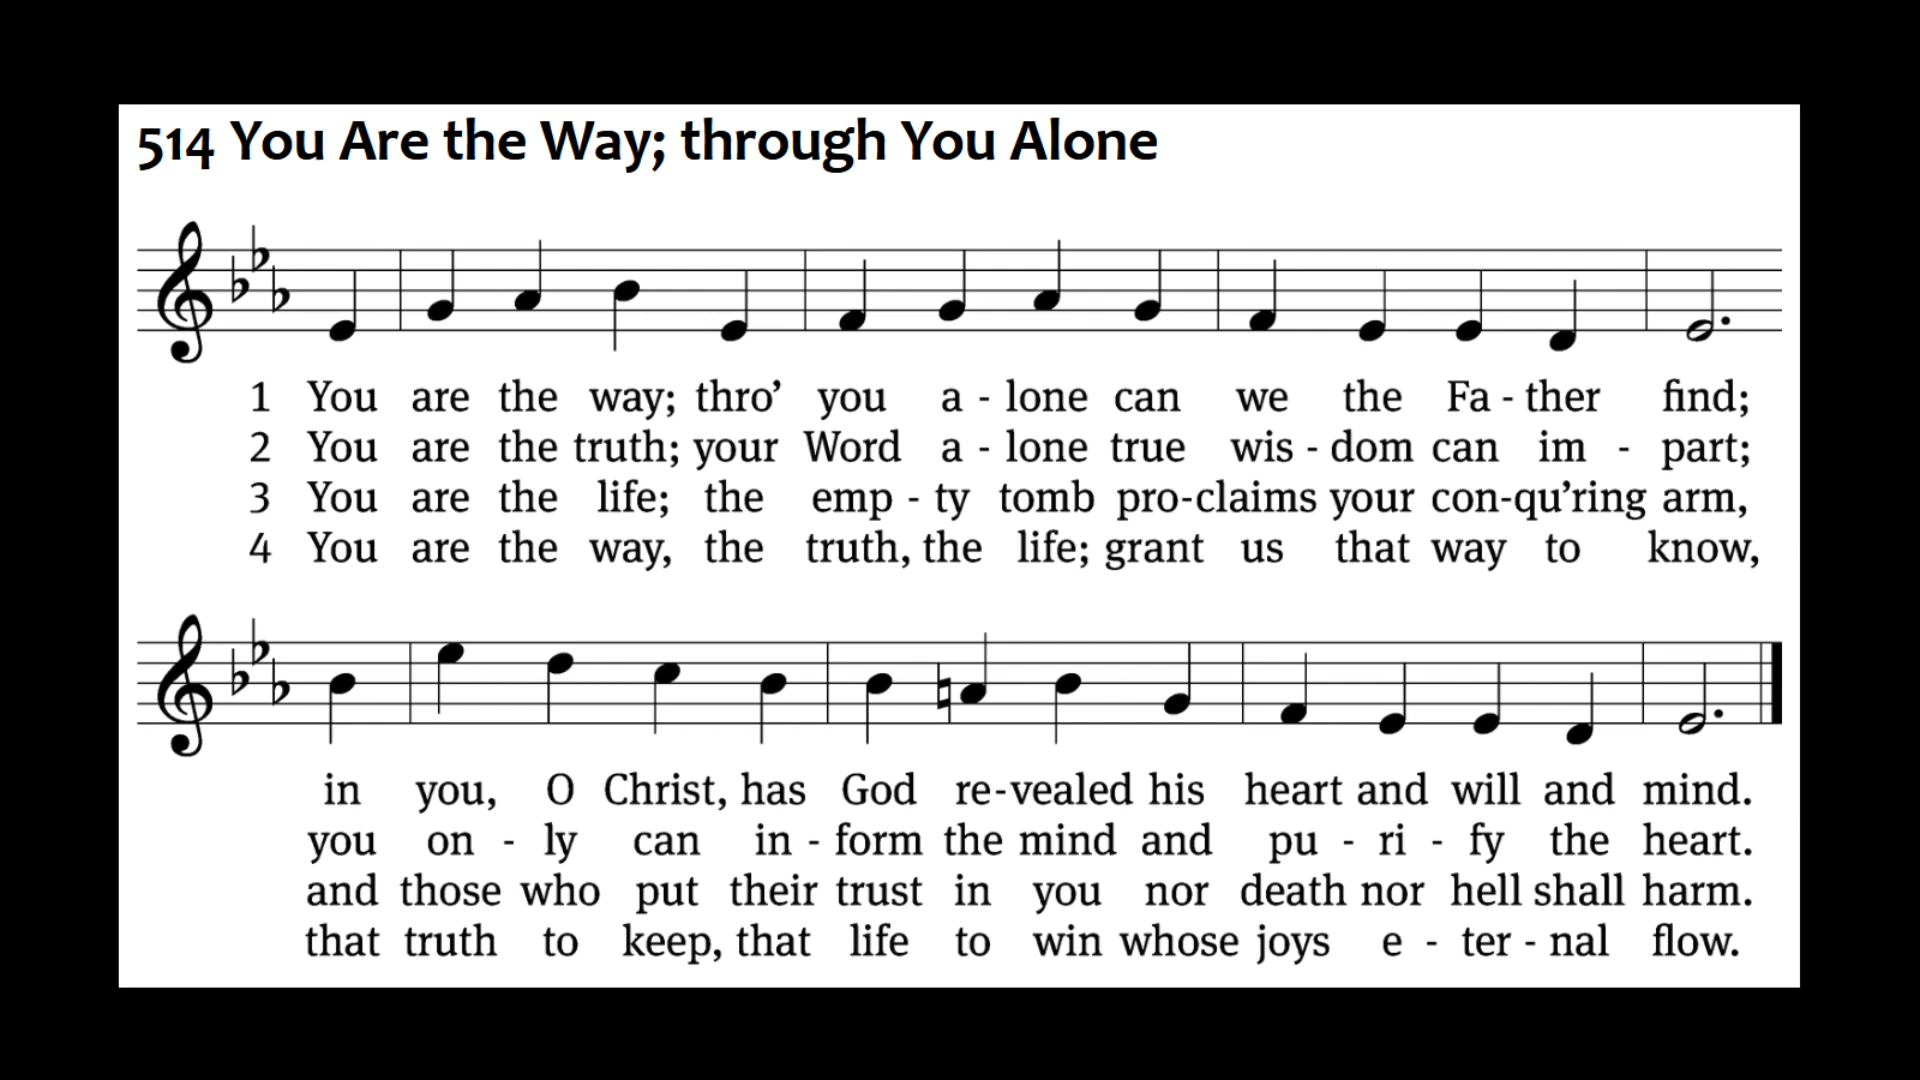 514 You Are the Way; through You Alone
1 You are the way; thro’ you a - lone can we the Fa - ther find;
2 You are the truth; your Word a - lone true wis - dom can im - part;
3 You are the life; the emp - ty tomb pro-claims your con-qu’ring arm,
4 You are the way, the truth, the life; grant us that way to know,
in you, O Christ, has God re-vealed his heart and will and mind.
you on - ly can in - form the mind and pu - ri - fy the heart.
and those who put their trust in you nor death nor hell shall harm.
that truth to keep, that life to win whose joys e - ter - nal flow.